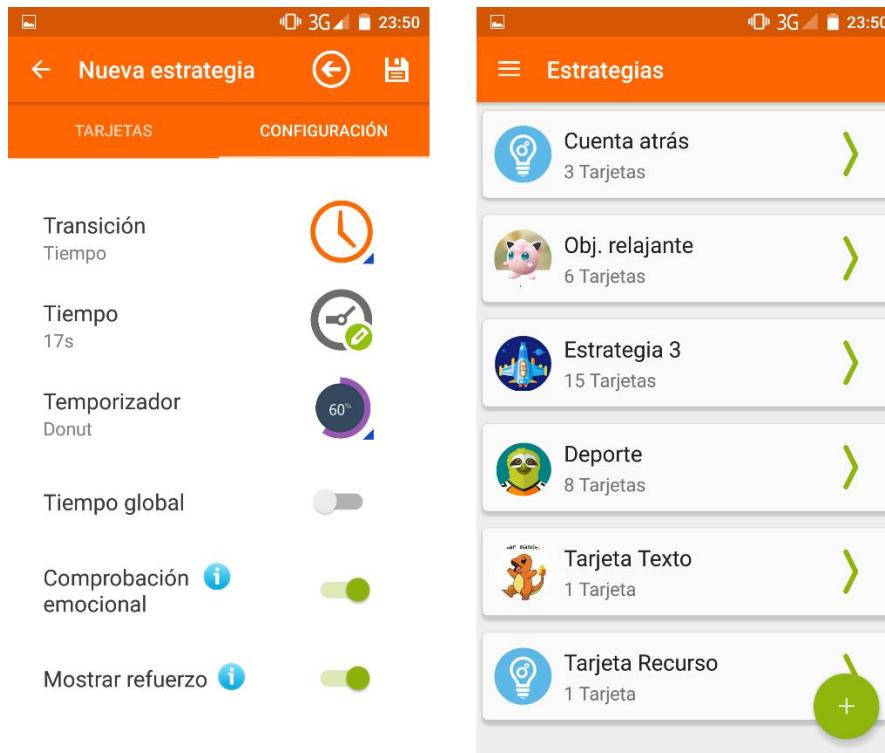 3G 23:50
Nueva estrategia
TARJETAS CONFIGURACIÓN
Transición
Tiempo
Tiempo
17s
Temporizador
Donut
60%
Tiempo global
Comprobación
emocional
Mostrar refuerzo
3G 23:50
Estrategias
Cuenta atrás
3 Tarjetas
Obj. relajante
6 Tarjetas
Estrategia 3
15 Tarjetas
Deporte
8 Tarjetas
Tarjeta Texto
1 Tarjeta
Tarjeta Recurso
1 Tarjeta